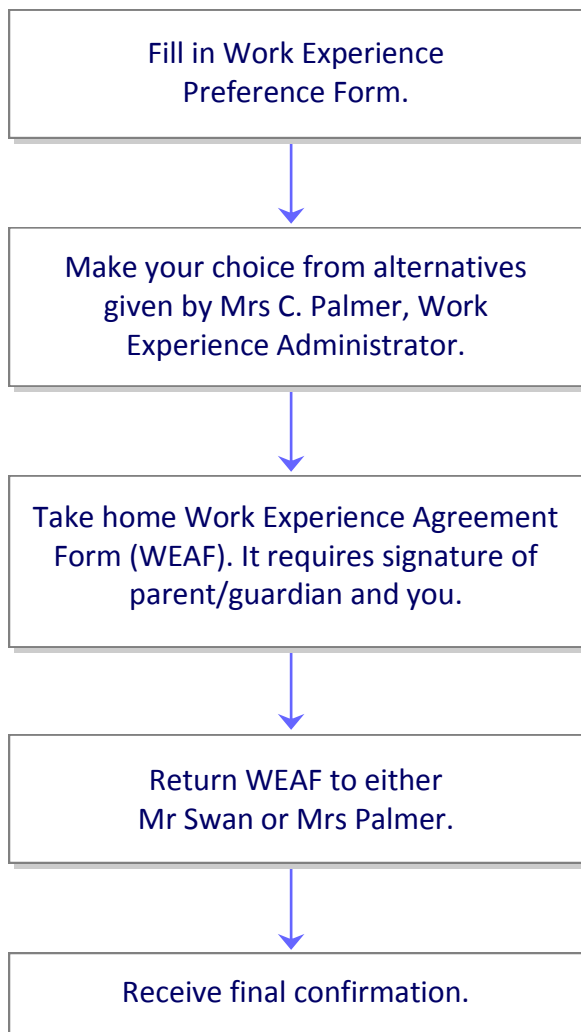 Fill in Work Experience
Preference Form.
Make your choice from alternatives
given by Mrs C. Palmer, Work
Experience Administrator.
Take home Work Experience Agreement
Form (WEAF). It requires signature of
parent/guardian and you.
Return WEAF to either
Mr Swan or Mrs Palmer.
Receive final confirmation.